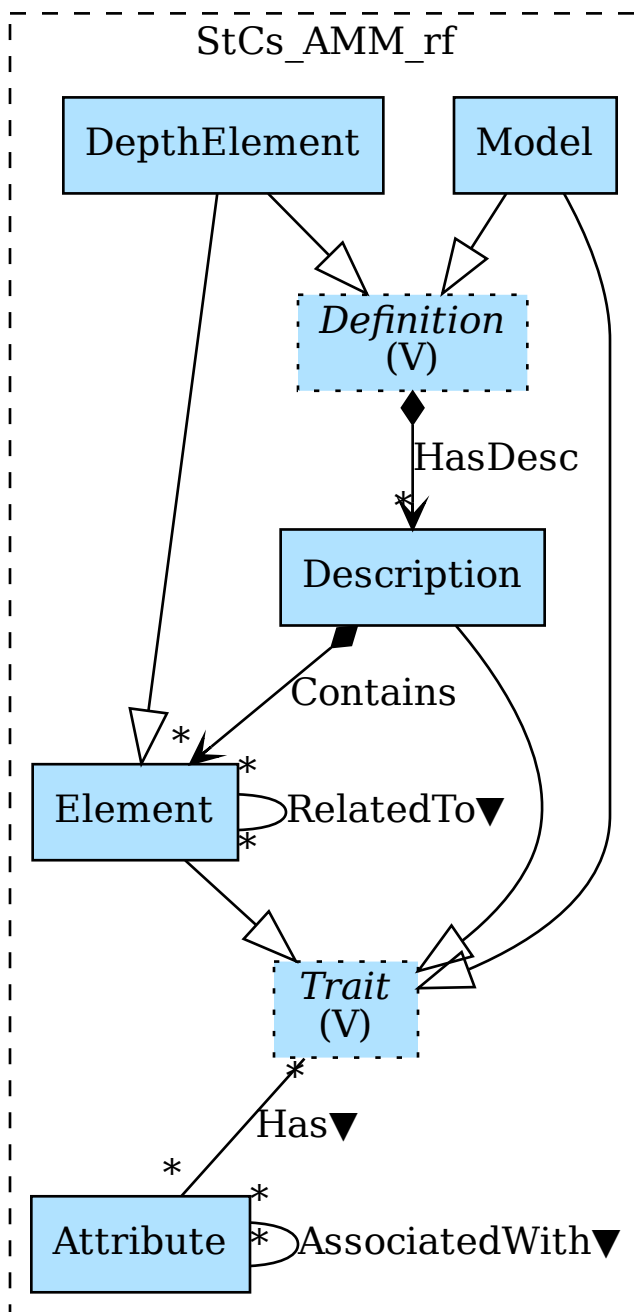 StCs_AMM_rf
DepthElement
Model
Definition
(V)
HasDesc
*
Description
Contains
*
*
Element
RelatedTo▼
*
Trait
(V)
*
Has▼
*
*
Attribute
*
AssociatedWith▼